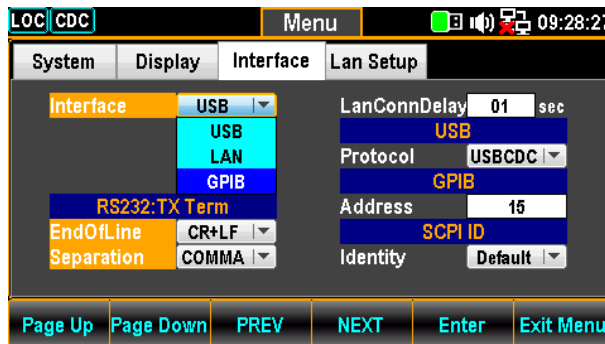 LOC CDC Menu 09:28:27
System Display Interface Lan Setup
Interface USB LanConnDelay 01 sec
USB USB
LAN Protocol USBCDC
GPIB GPIB
RS232:TX Term Address 15
EndOfLine CR+LF SCPI ID
Separation COMMA Identity Default
Page Up Page Down PREV NEXT Enter Exit Menu